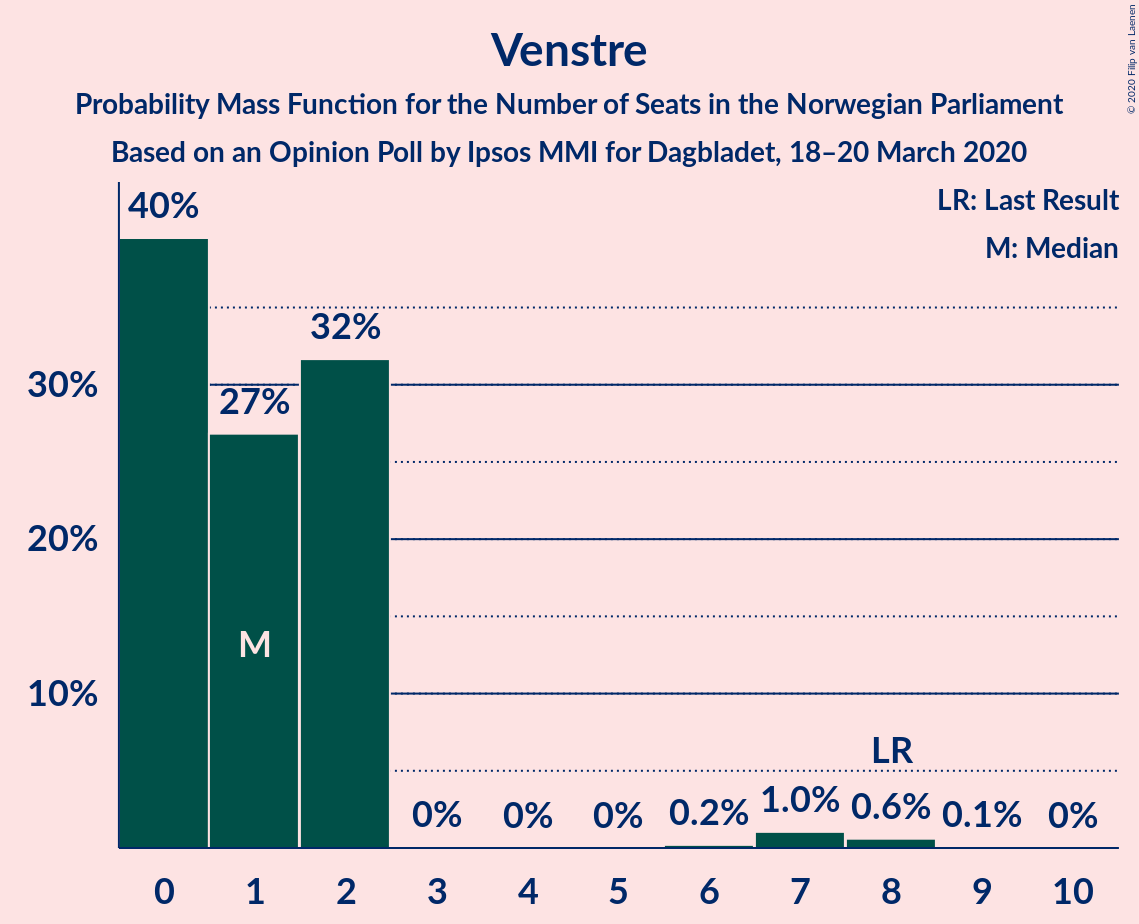 Venstre
Probability Mass Function for the Number of Seats in the Norwegian Parliament
Based on an Opinion Poll by Ipsos MMI for Dagbladet, 18–20 March 2020
© 2020 Filip van Laenen
LR: Last Result
M: Median
40%
32%
30%
27%
20%
M
10%
LR
0%
0%
0%
0.2%
1.0%
0.6%
0.1%
0%
0 1 2 3 4 5 6 7 8 9 10